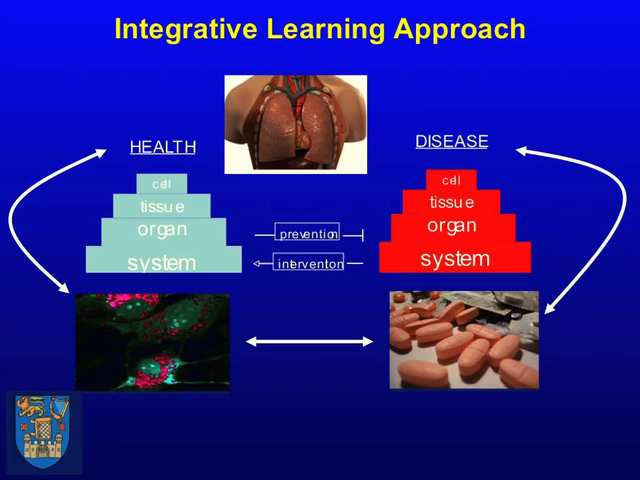 Integrative Learning Approach
HEALTH
DISEASE
cell
tissue
organ
system
cell
tissue
organ
system
prevention
intervention